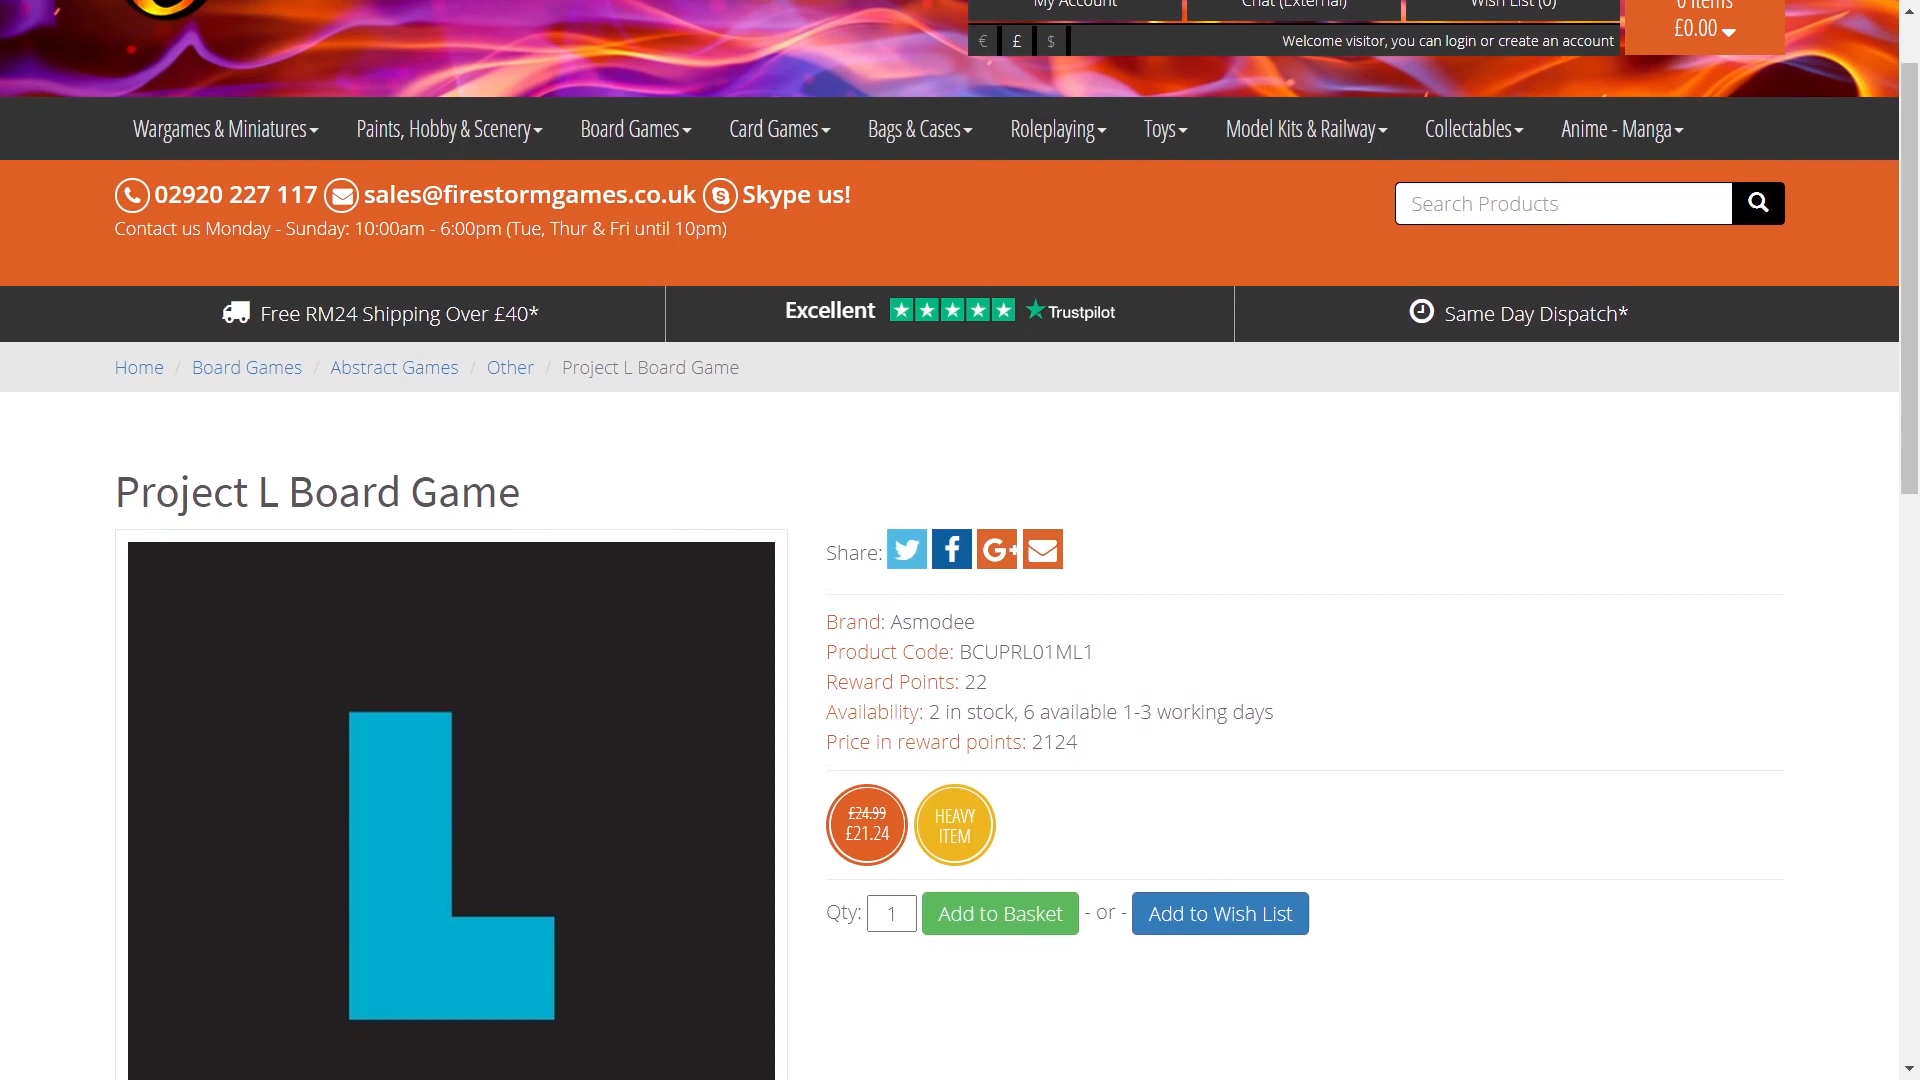 My Account
Chat (External)
Wish List (0)
0 items
£0.00
€ £ $
Welcome visitor, you can login or create an account
Wargames & Miniatures
Paints, Hobby & Scenery
Board Games
Card Games
Bags & Cases
Roleplaying
Toys
Model Kits & Railway
Collectables
Anime - Manga
02920 227 117 sales@firestormgames.co.uk Skype us!
Contact us Monday - Sunday: 10:00am - 6:00pm (Tue, Thur & Fri until 10pm)
Search Products
Free RM24 Shipping Over £40*
Excellent Trustpilot
Same Day Dispatch*
Home / Board Games / Abstract Games / Other / Project L Board Game
Project L Board Game
Share:
Brand: Asmodee
Product Code: BCUPRL01ML1
Reward Points: 22
Availability: 2 in stock, 6 available 1-3 working days
Price in reward points: 2124
£24.99
£21.24
HEAVY
ITEM
Qty: 1 Add to Basket - or - Add to Wish List